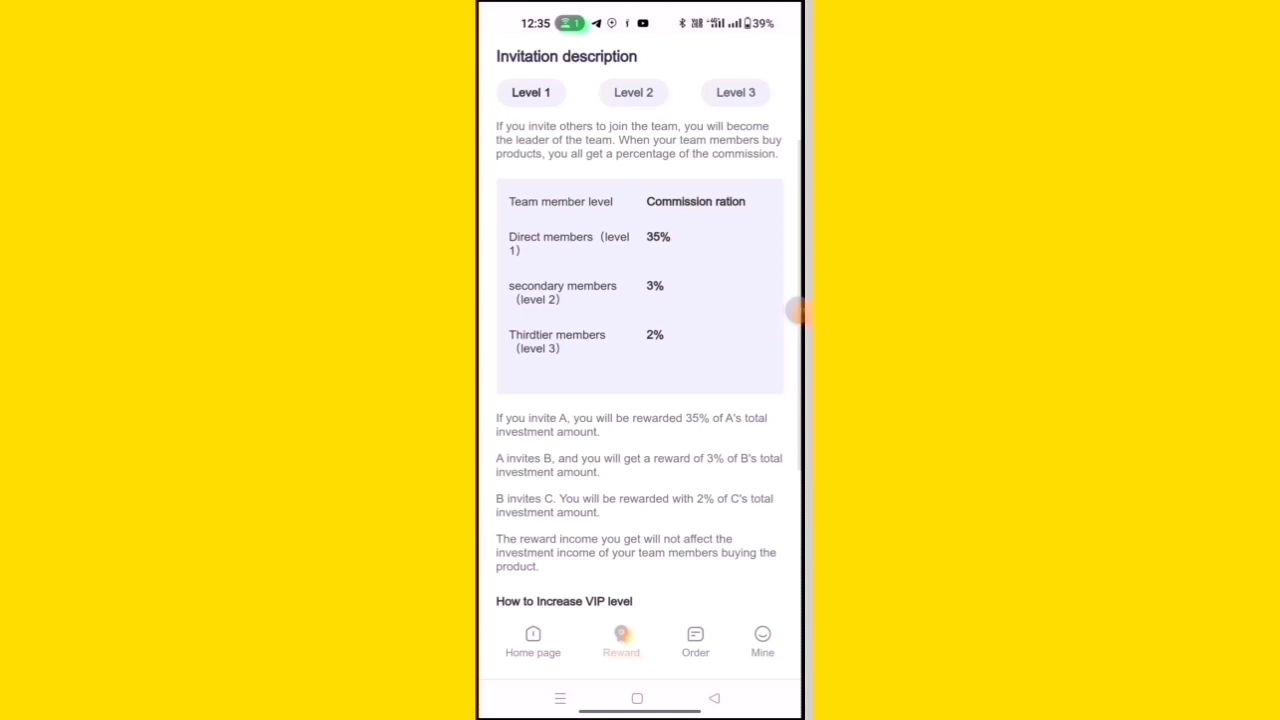 12:35 1 39%
Invitation description
Level 1 Level 2 Level 3
If you invite others to join the team, you will become
the leader of the team. When your team members buy
products, you all get a percentage of the commission.
Team member level Commission ration
Direct members（level 35%
1）
secondary members 3%
（level 2）
Thirdtier members 2%
（level 3）
If you invite A, you will be rewarded 35% of A's total
investment amount.
A invites B, and you will get a reward of 3% of B's total
investment amount.
B invites C. You will be rewarded with 2% of C's total
investment amount.
The reward income you get will not affect the
investment income of your team members buying the
product.
How to Increase VIP level
Home page Reward Order Mine